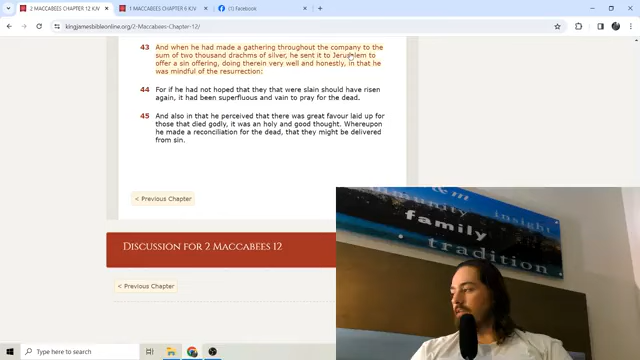 2 MACCABEES CHAPTER 12 KJV
1 MACCABEES CHAPTER 6 KJV
(1) Facebook
kingjamesbibleonline.org/2-Maccabees-Chapter-12/
43 And when he had made a gathering throughout the company to the
sum of two thousand drachms of silver, he sent it to Jerusalem to
offer a sin offering, doing therein very well and honestly, in that he
was mindful of the resurrection:
44 For if he had not hoped that they that were slain should have risen
again, it had been superfluous and vain to pray for the dead.
45 And also in that he perceived that there was great favour laid up for
those that died godly, it was an holy and good thought. Whereupon
he made a reconciliation for the dead, that they might be delivered
from sin.
< Previous Chapter
DISCUSSION FOR 2 MACCABEES 12
< Previous Chapter
insight
family
tradition
Type here to search